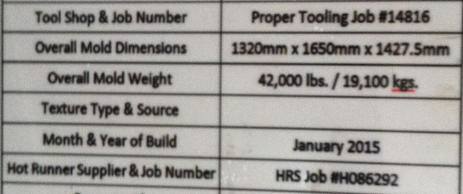 Tool Shop & Job Number Proper Tooling Job #14816
Overall Mold Dimensions 1320mm x 1650mm x 1427.5mm
Overall Mold Weight 42,000 lbs. / 19,100 kgs.
Texture Type & Source
Month & Year of Build January 2015
Hot Runner Supplier & Job Number HRS Job #H086292